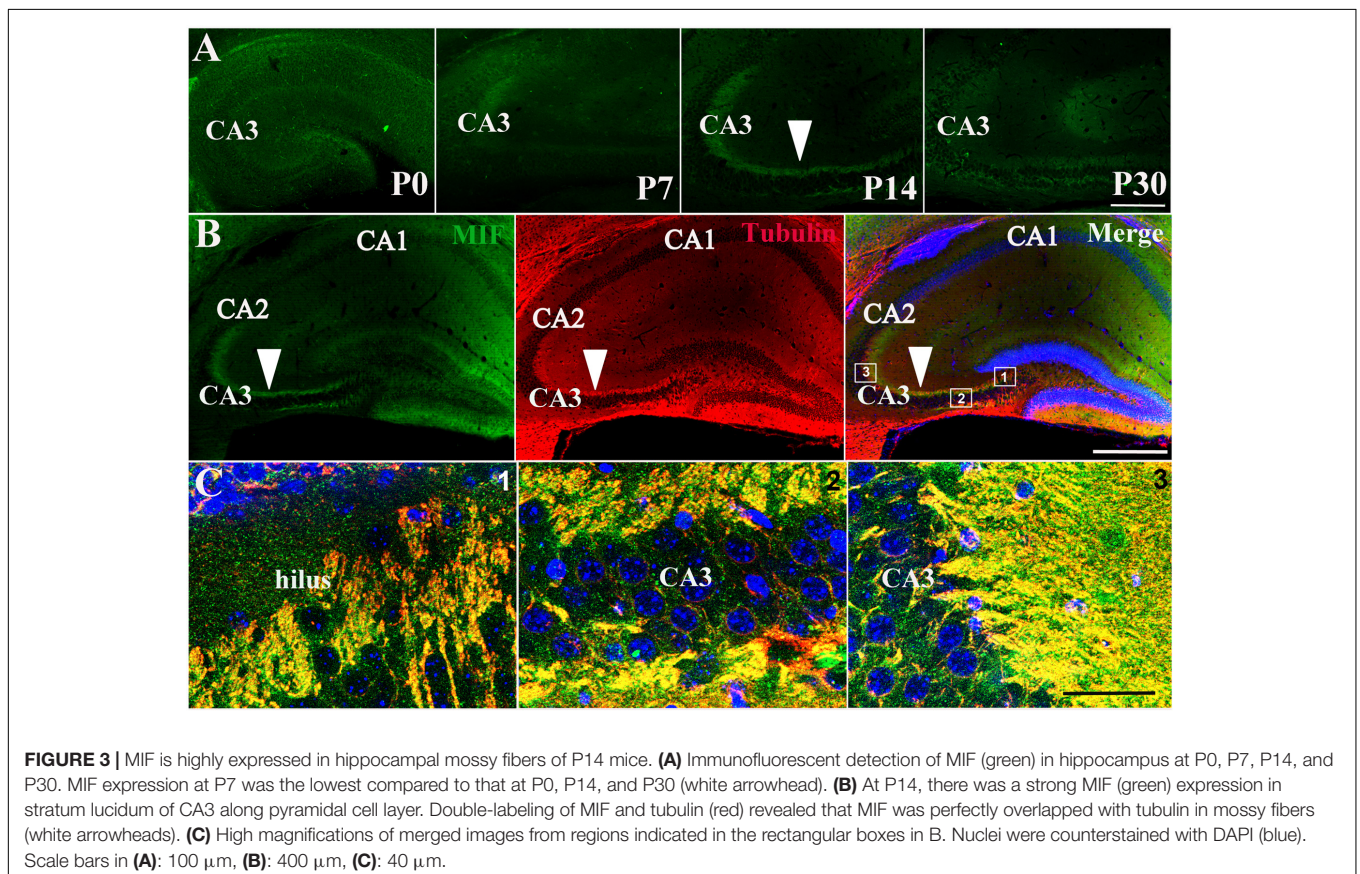 A
CA3
P0
CA3
P7
CA3
P14
CA3
P30
B
CA1
MIF
CA2
CA3
CA1
Tubulin
CA2
CA3
CA1
Merge
CA2
3
CA3
2
1
C
1
hilus
2
CA3
3
CA3
FIGURE 3 | MIF is highly expressed in hippocampal mossy fibers of P14 mice. (A) Immunofluorescent detection of MIF (green) in hippocampus at P0, P7, P14, and
P30. MIF expression at P7 was the lowest compared to that at P0, P14, and P30 (white arrowhead). (B) At P14, there was a strong MIF (green) expression in
stratum lucidum of CA3 along pyramidal cell layer. Double-labeling of MIF and tubulin (red) revealed that MIF was perfectly overlapped with tubulin in mossy fibers
(white arrowheads). (C) High magnifications of merged images from regions indicated in the rectangular boxes in B. Nuclei were counterstained with DAPI (blue).
Scale bars in (A): 100 μm, (B): 400 μm, (C): 40 μm.